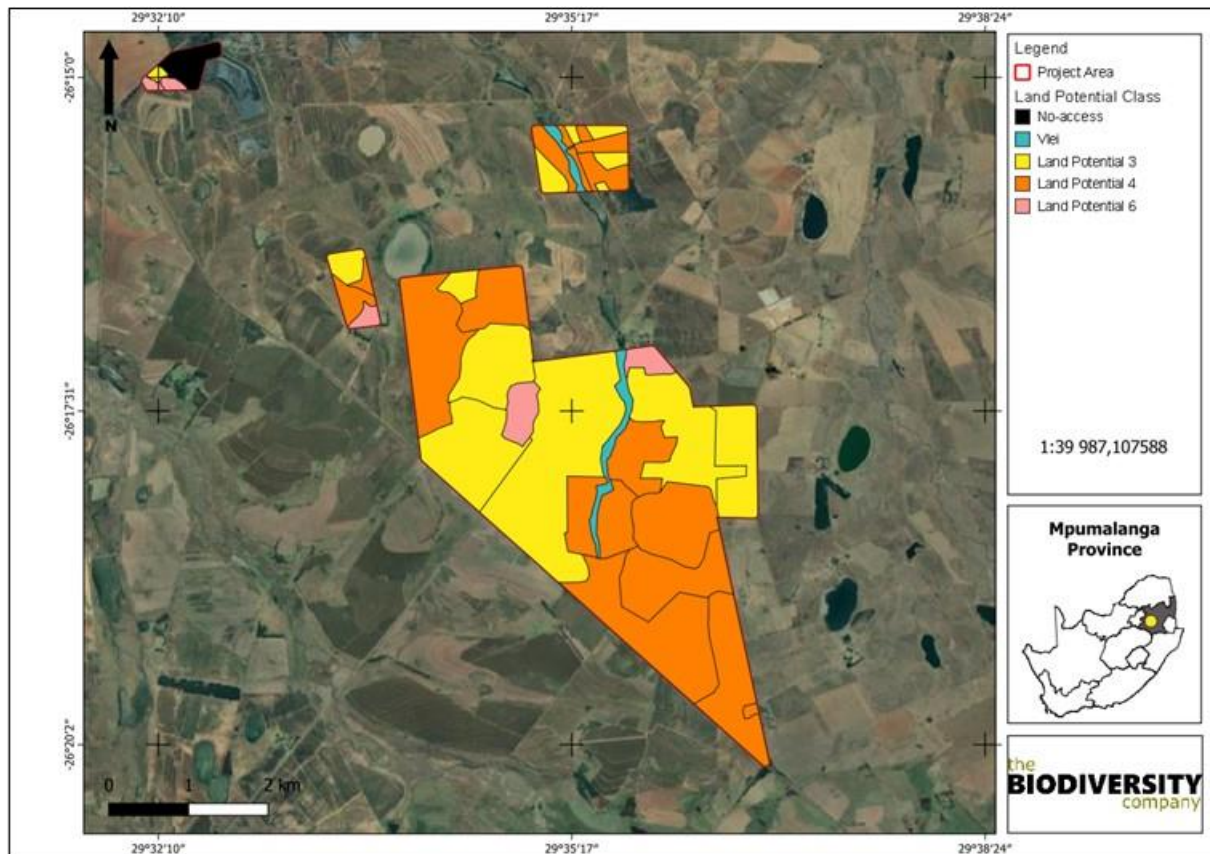 29°32'10"
29°35'17"
29°38'24"
-26°15'0"
-26°17'31"
-26°20'2"
N
0 1 2 km
29°32'10"
29°35'17"
29°38'24"
Legend
Project Area
Land Potential Class
No-access
Vlei
Land Potential 3
Land Potential 4
Land Potential 6
1:39 987,107588
Mpumalanga
Province
the
BIODIVERSITY
company